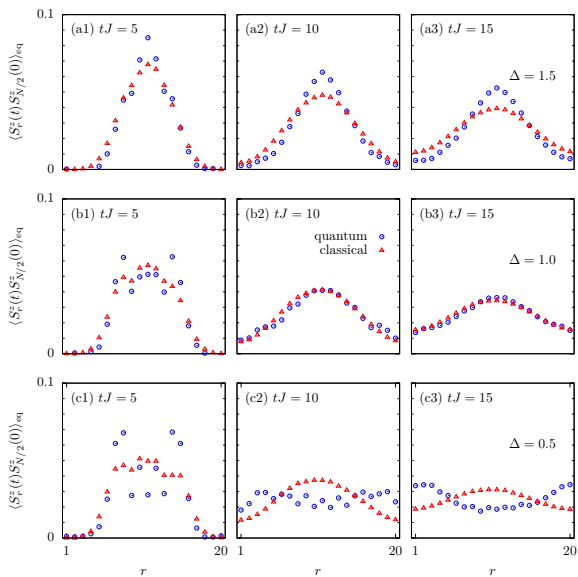 0.1
(a1) tJ = 5
(a2) tJ = 10
(a3) tJ = 15
Δ = 1.5
⟨S^z_r(t)S^z_{N/2}(0)⟩_eq
0
0.1
(b1) tJ = 5
(b2) tJ = 10
(b3) tJ = 15
quantum
classical
Δ = 1.0
⟨S^z_r(t)S^z_{N/2}(0)⟩_eq
0
0.1
(c1) tJ = 5
(c2) tJ = 10
(c3) tJ = 15
Δ = 0.5
⟨S^z_r(t)S^z_{N/2}(0)⟩_eq
0
1 20 1 20 1 20
r r r